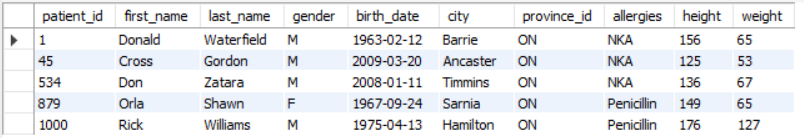 patient_id first_name last_name gender birth_date city province_id allergies height weight
1 Donald Waterfield M 1963-02-12 Barrie ON NKA 156 65
45 Cross Gordon M 2009-03-20 Ancaster ON NKA 125 53
534 Don Zatara M 2008-01-11 Timmins ON NKA 136 67
879 Orla Shawn F 1967-09-24 Sarnia ON Penicillin 149 65
1000 Rick Williams M 1975-04-13 Hamilton ON Penicillin 176 127